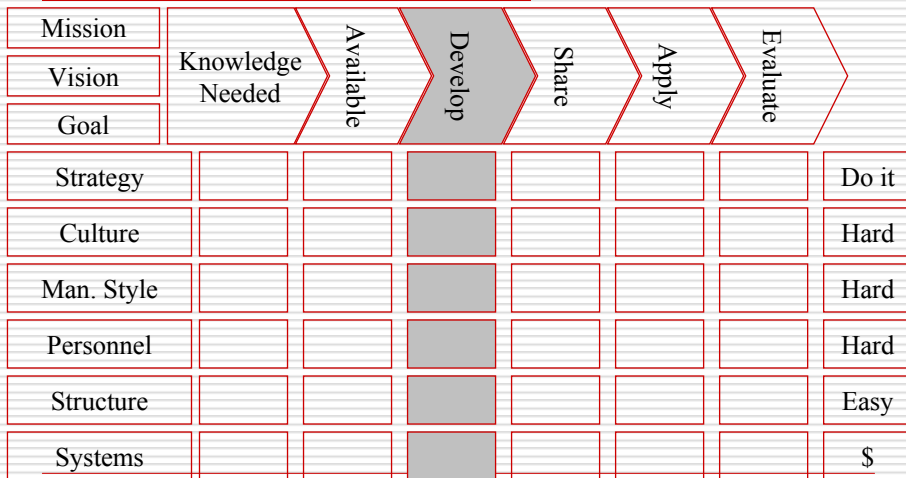 Mission
Vision
Goal
Knowledge
Needed
Available
Develop
Share
Apply
Evaluate
Strategy
Do it
Culture
Hard
Man. Style
Hard
Personnel
Hard
Structure
Easy
Systems
$